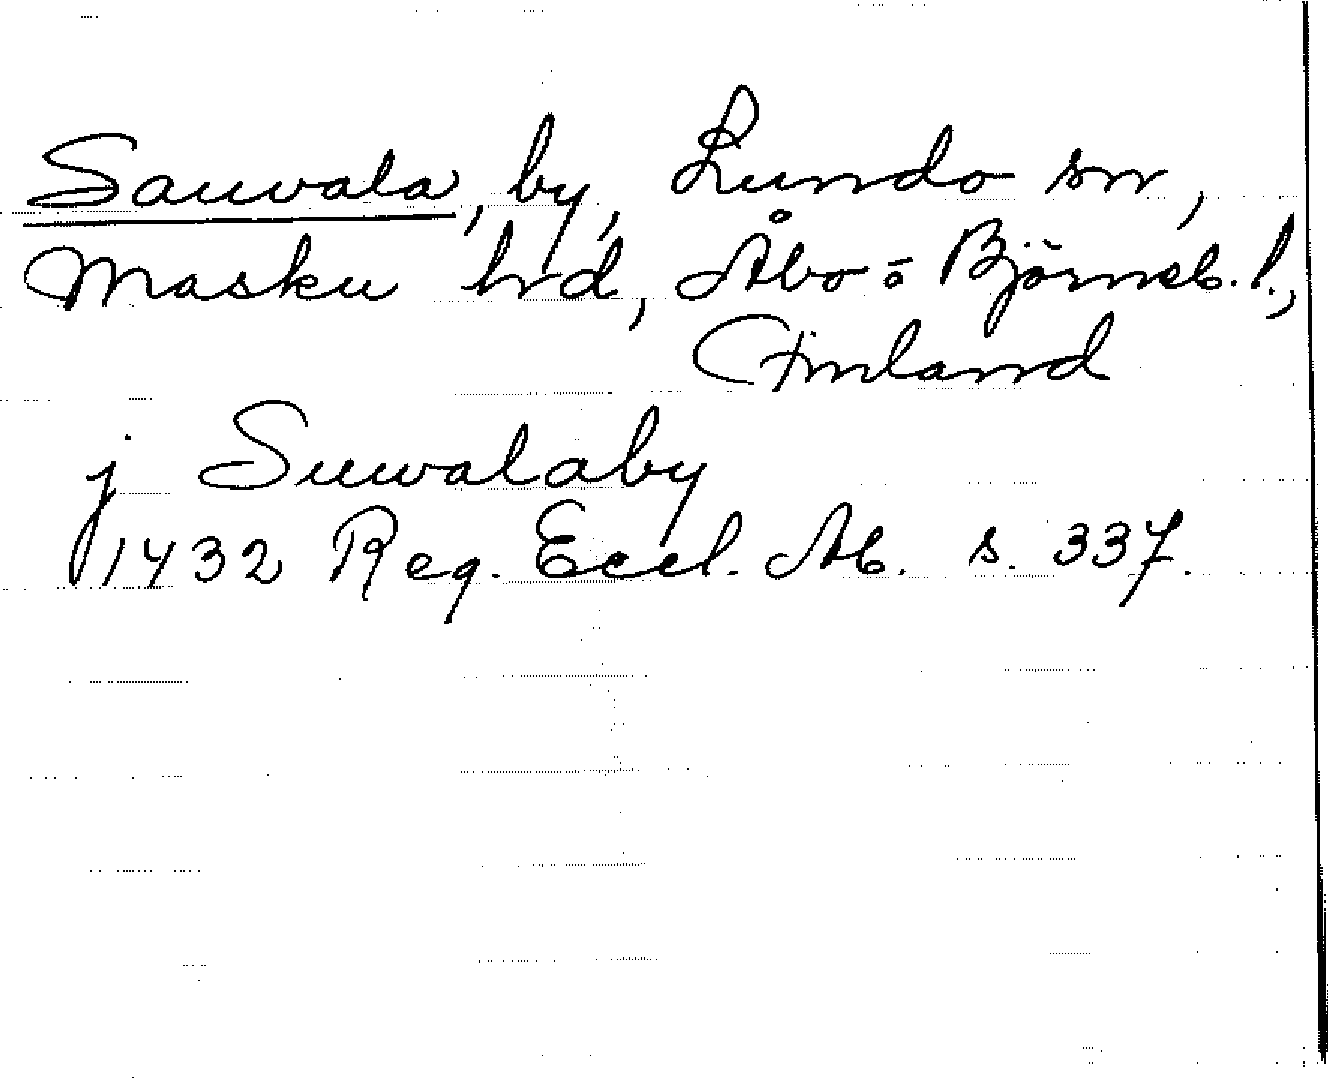 Sauvala, by, Lundo sn,
Masku hd, Åbo o Björneb. l.,
Finland
j Suwalaby
1432 Reg. Eccl. Ab. s. 337.